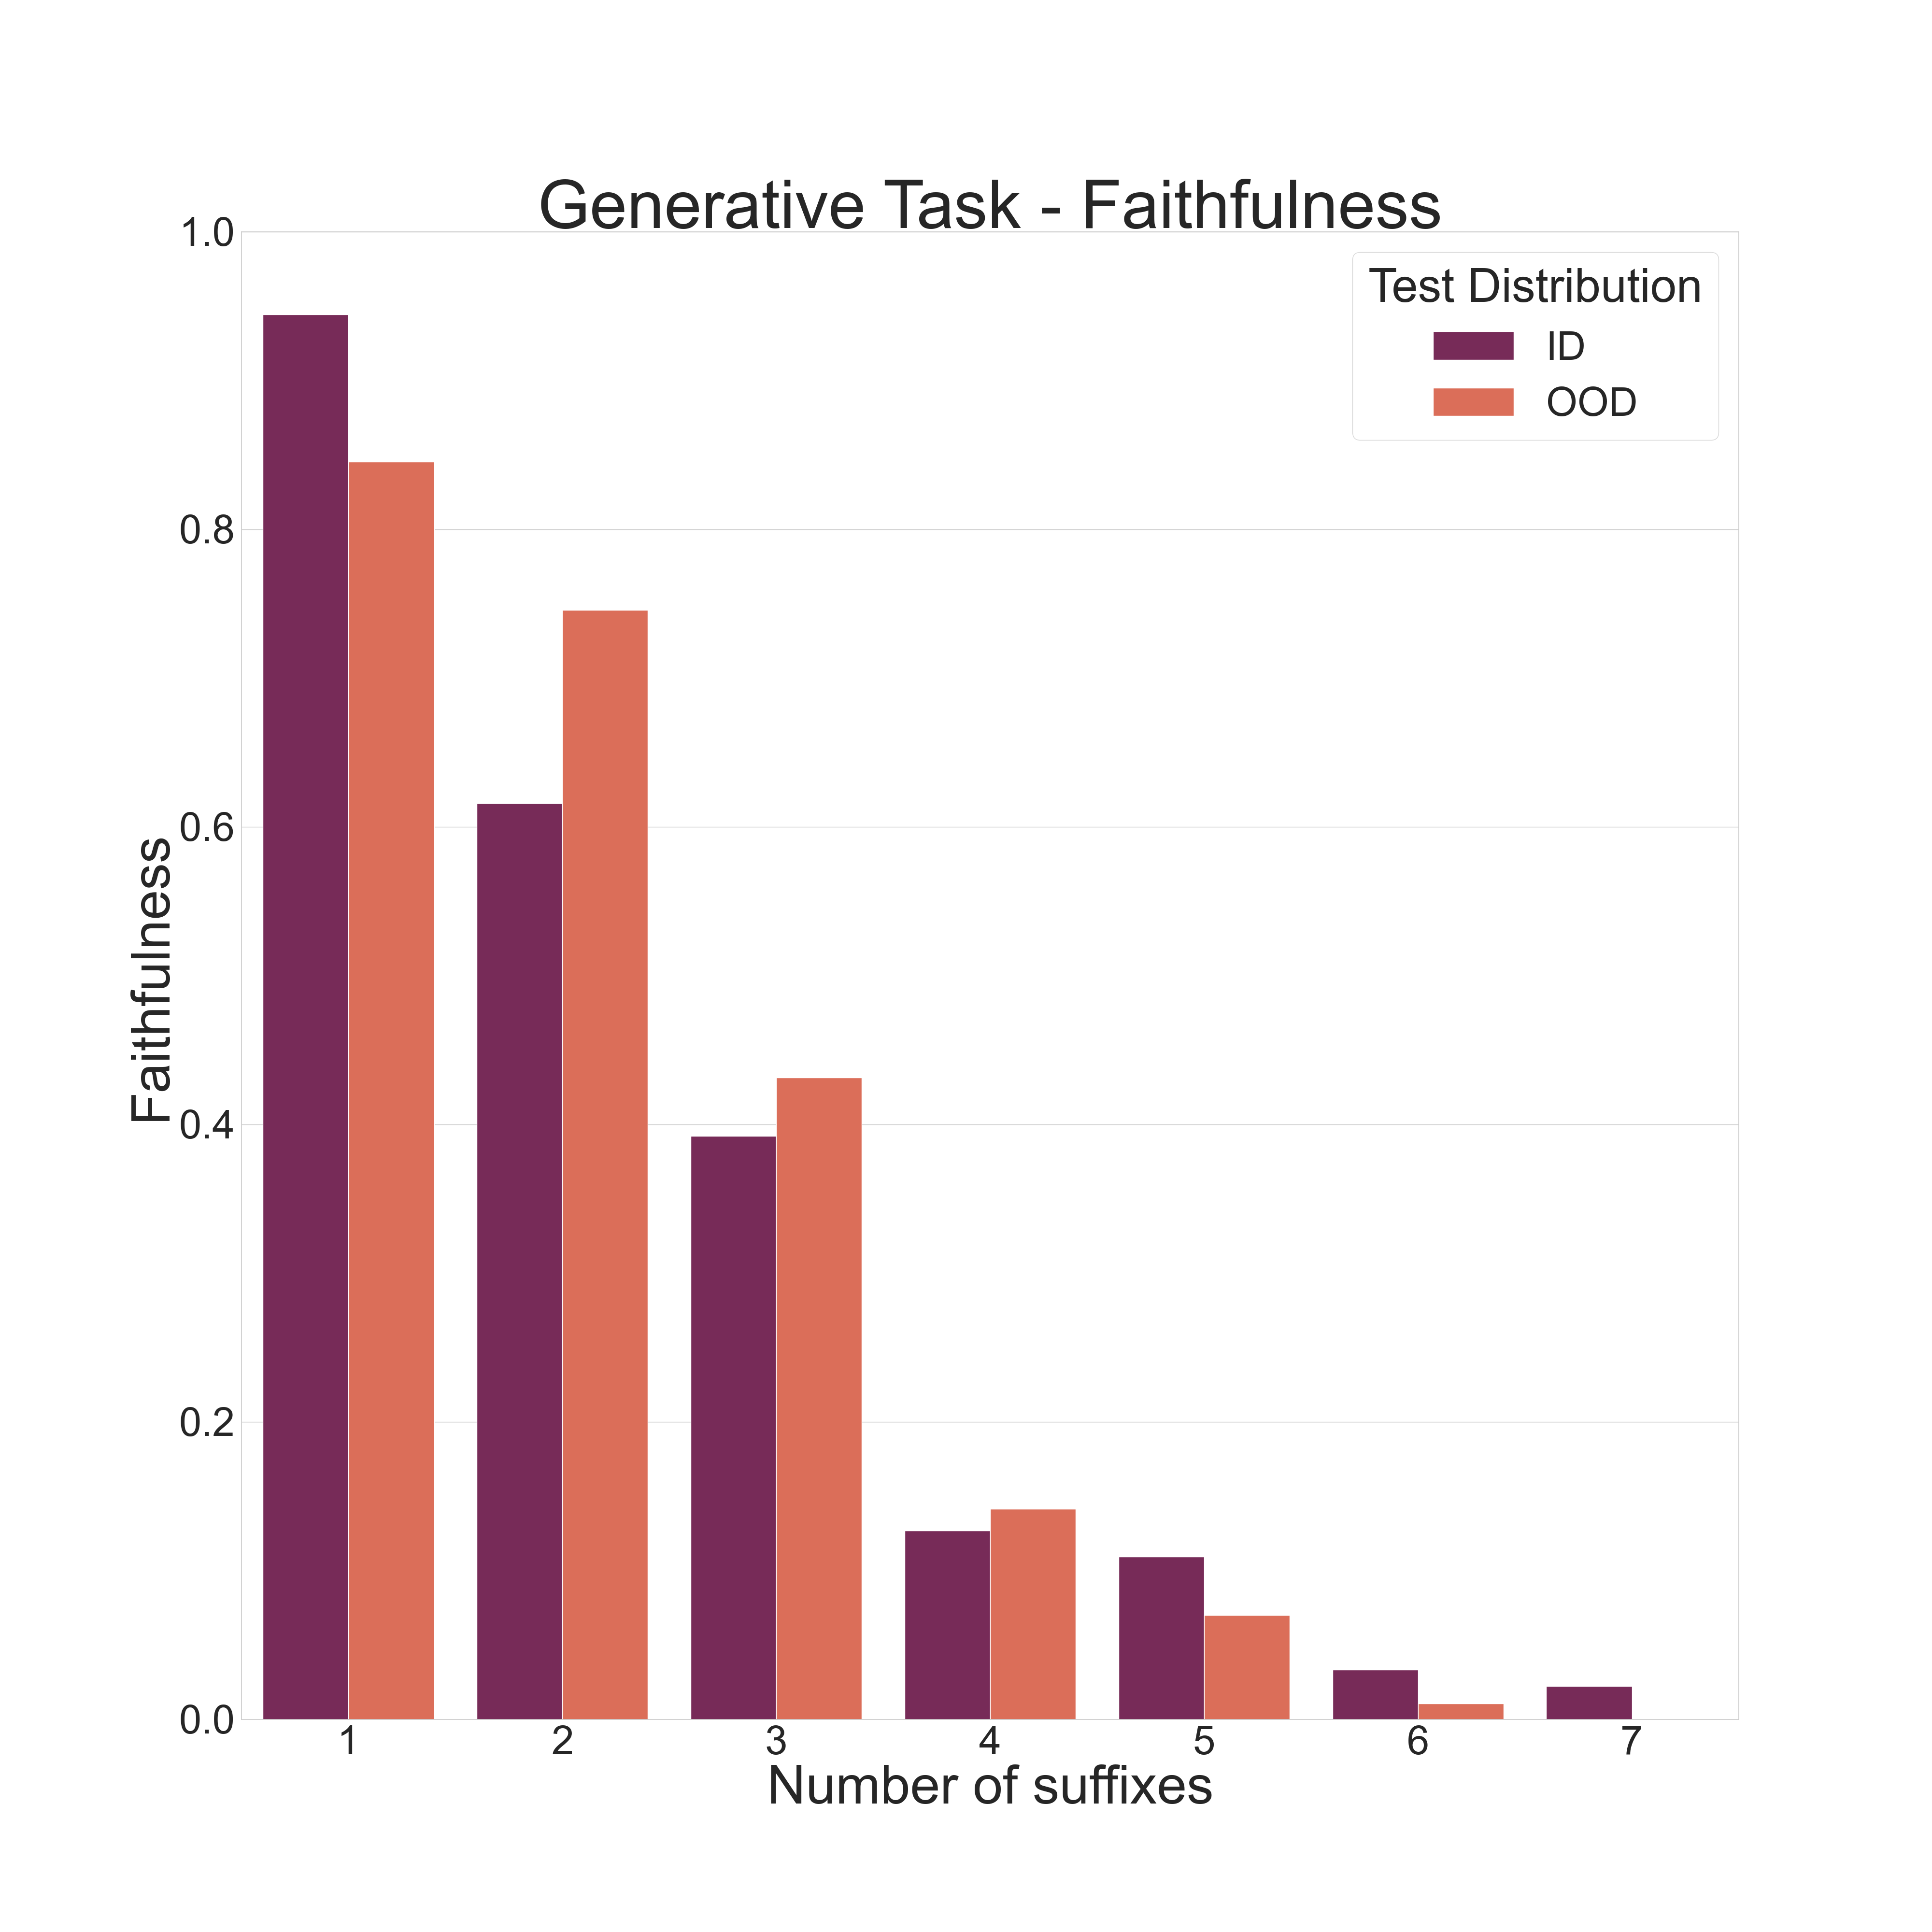 Generative Task - Faithfulness
Test Distribution
ID
OOD
1.0
0.8
0.6
0.4
0.2
0.0
Faithfulness
1 2 3 4 5 6 7
Number of suffixes